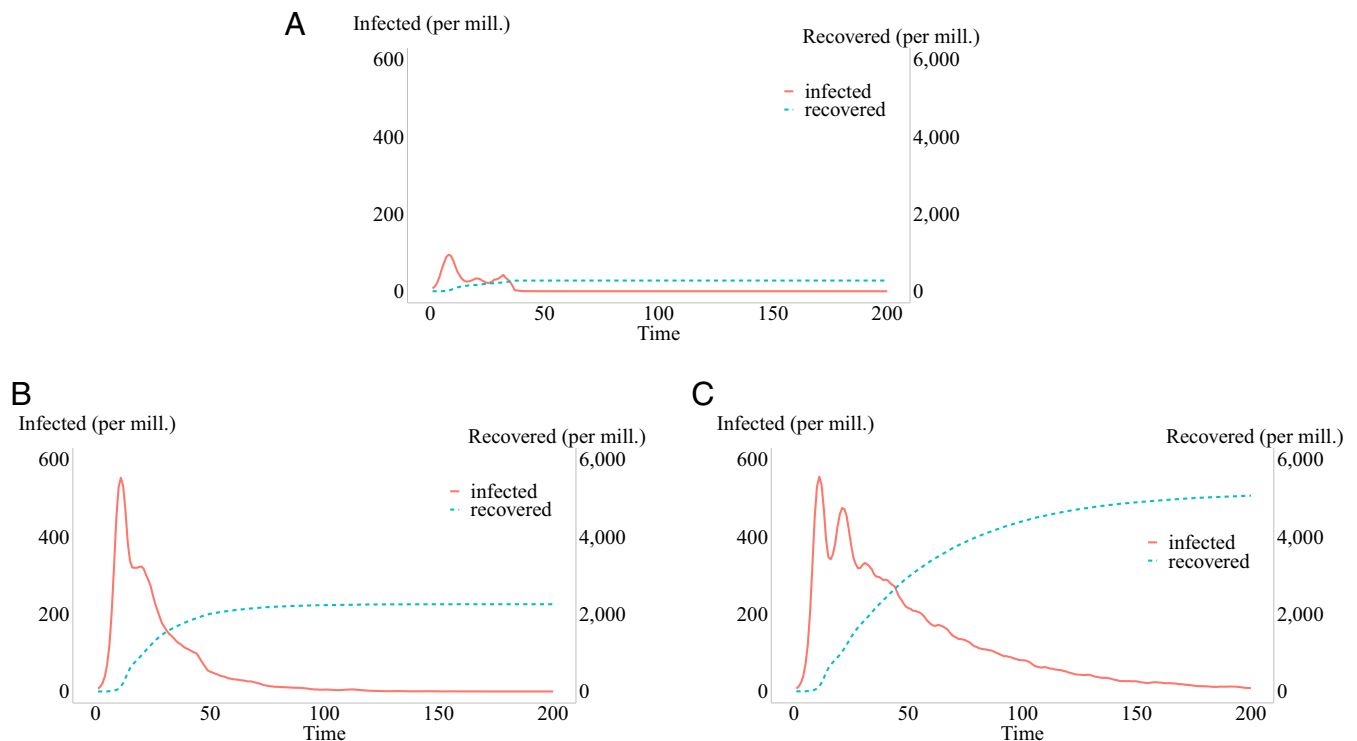 A
Infected (per mill.)
Recovered (per mill.)
600
6,000
infected
recovered
400
4,000
200
2,000
0
0
0 50 100 150 200
Time
B
Infected (per mill.)
Recovered (per mill.)
600
6,000
infected
recovered
400
4,000
200
2,000
0
0
0 50 100 150 200
Time
C
Infected (per mill.)
Recovered (per mill.)
600
6,000
400
4,000
infected
recovered
200
2,000
0
0
0 50 100 150 200
Time